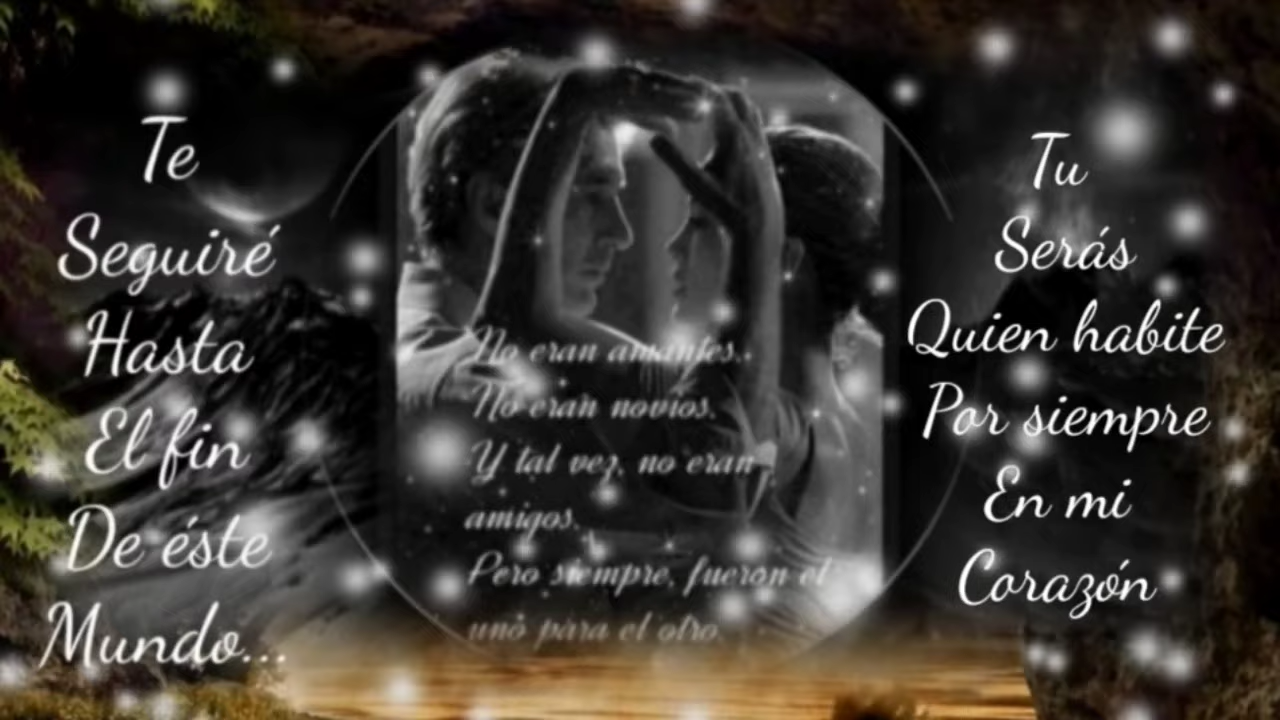 Te
Seguiré
Hasta
El fin
De éste
Mundo...
No eran amantes..
No eran novios.
Y tal vez, no eran
amigos.
Pero siempre, fueron el
uno para el otro.
Tu
Serás
Quien habite
Por siempre
En mi
Corazón